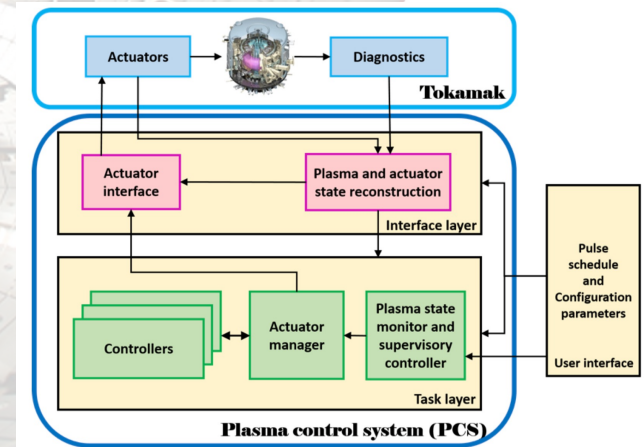 Actuators
Diagnostics
Tokamak
Actuator
interface
Plasma and actuator
state reconstruction
Interface layer
Pulse
schedule
and
Configuration
parameters
User interface
Controllers
Actuator
manager
Plasma state
monitor and
supervisory
controller
Task layer
Plasma control system (PCS)